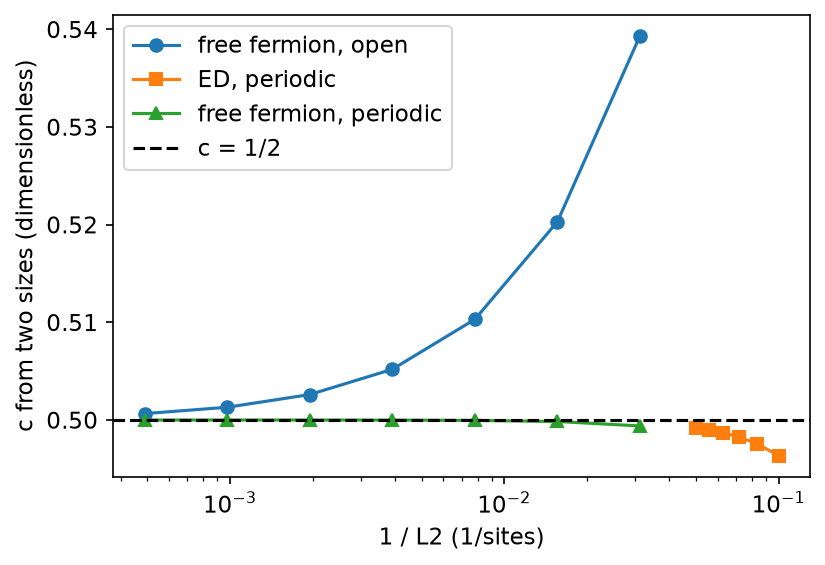 free fermion, open
ED, periodic
free fermion, periodic
c = 1/2
c from two sizes (dimensionless)
0.54
0.53
0.52
0.51
0.50
10⁻³
10⁻²
10⁻¹
1 / L2 (1/sites)